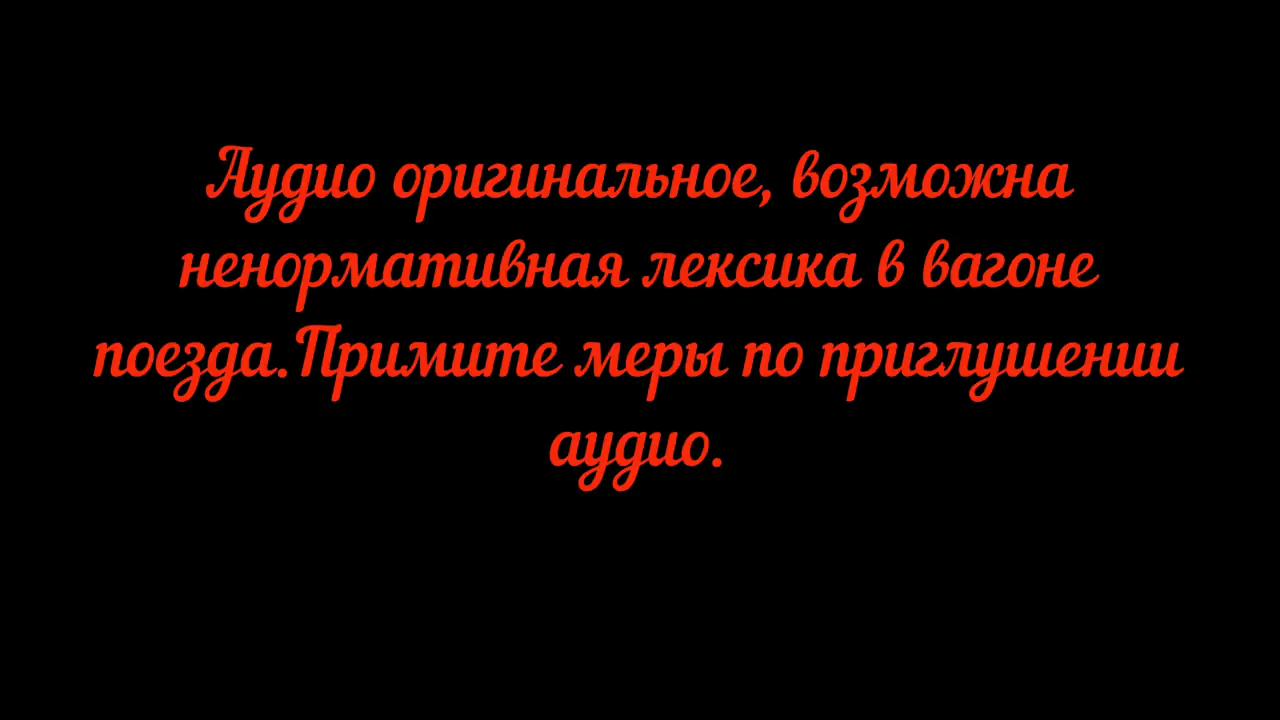 Аудио оригинальное, возможна
ненормативная лексика в вагоне
поезда.Примите меры по приглушении
аудио.